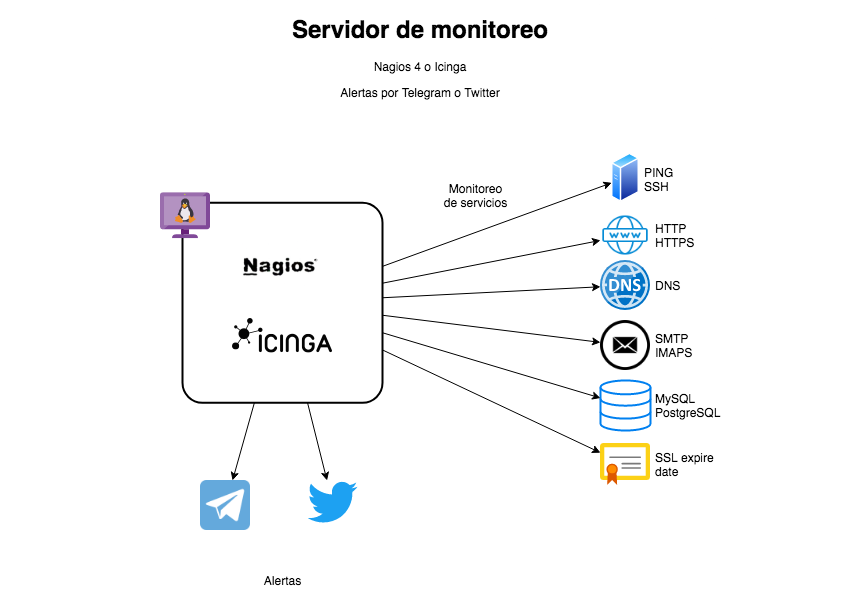 Servidor de monitoreo
Nagios 4 o Icinga
Alertas por Telegram o Twitter
Monitoreo
de servicios
PING
SSH
Nagios®
www
HTTP
HTTPS
DNS
DNS
ICINGA
SMTP
IMAPS
MySQL
PostgreSQL
SSL expire
date
Alertas